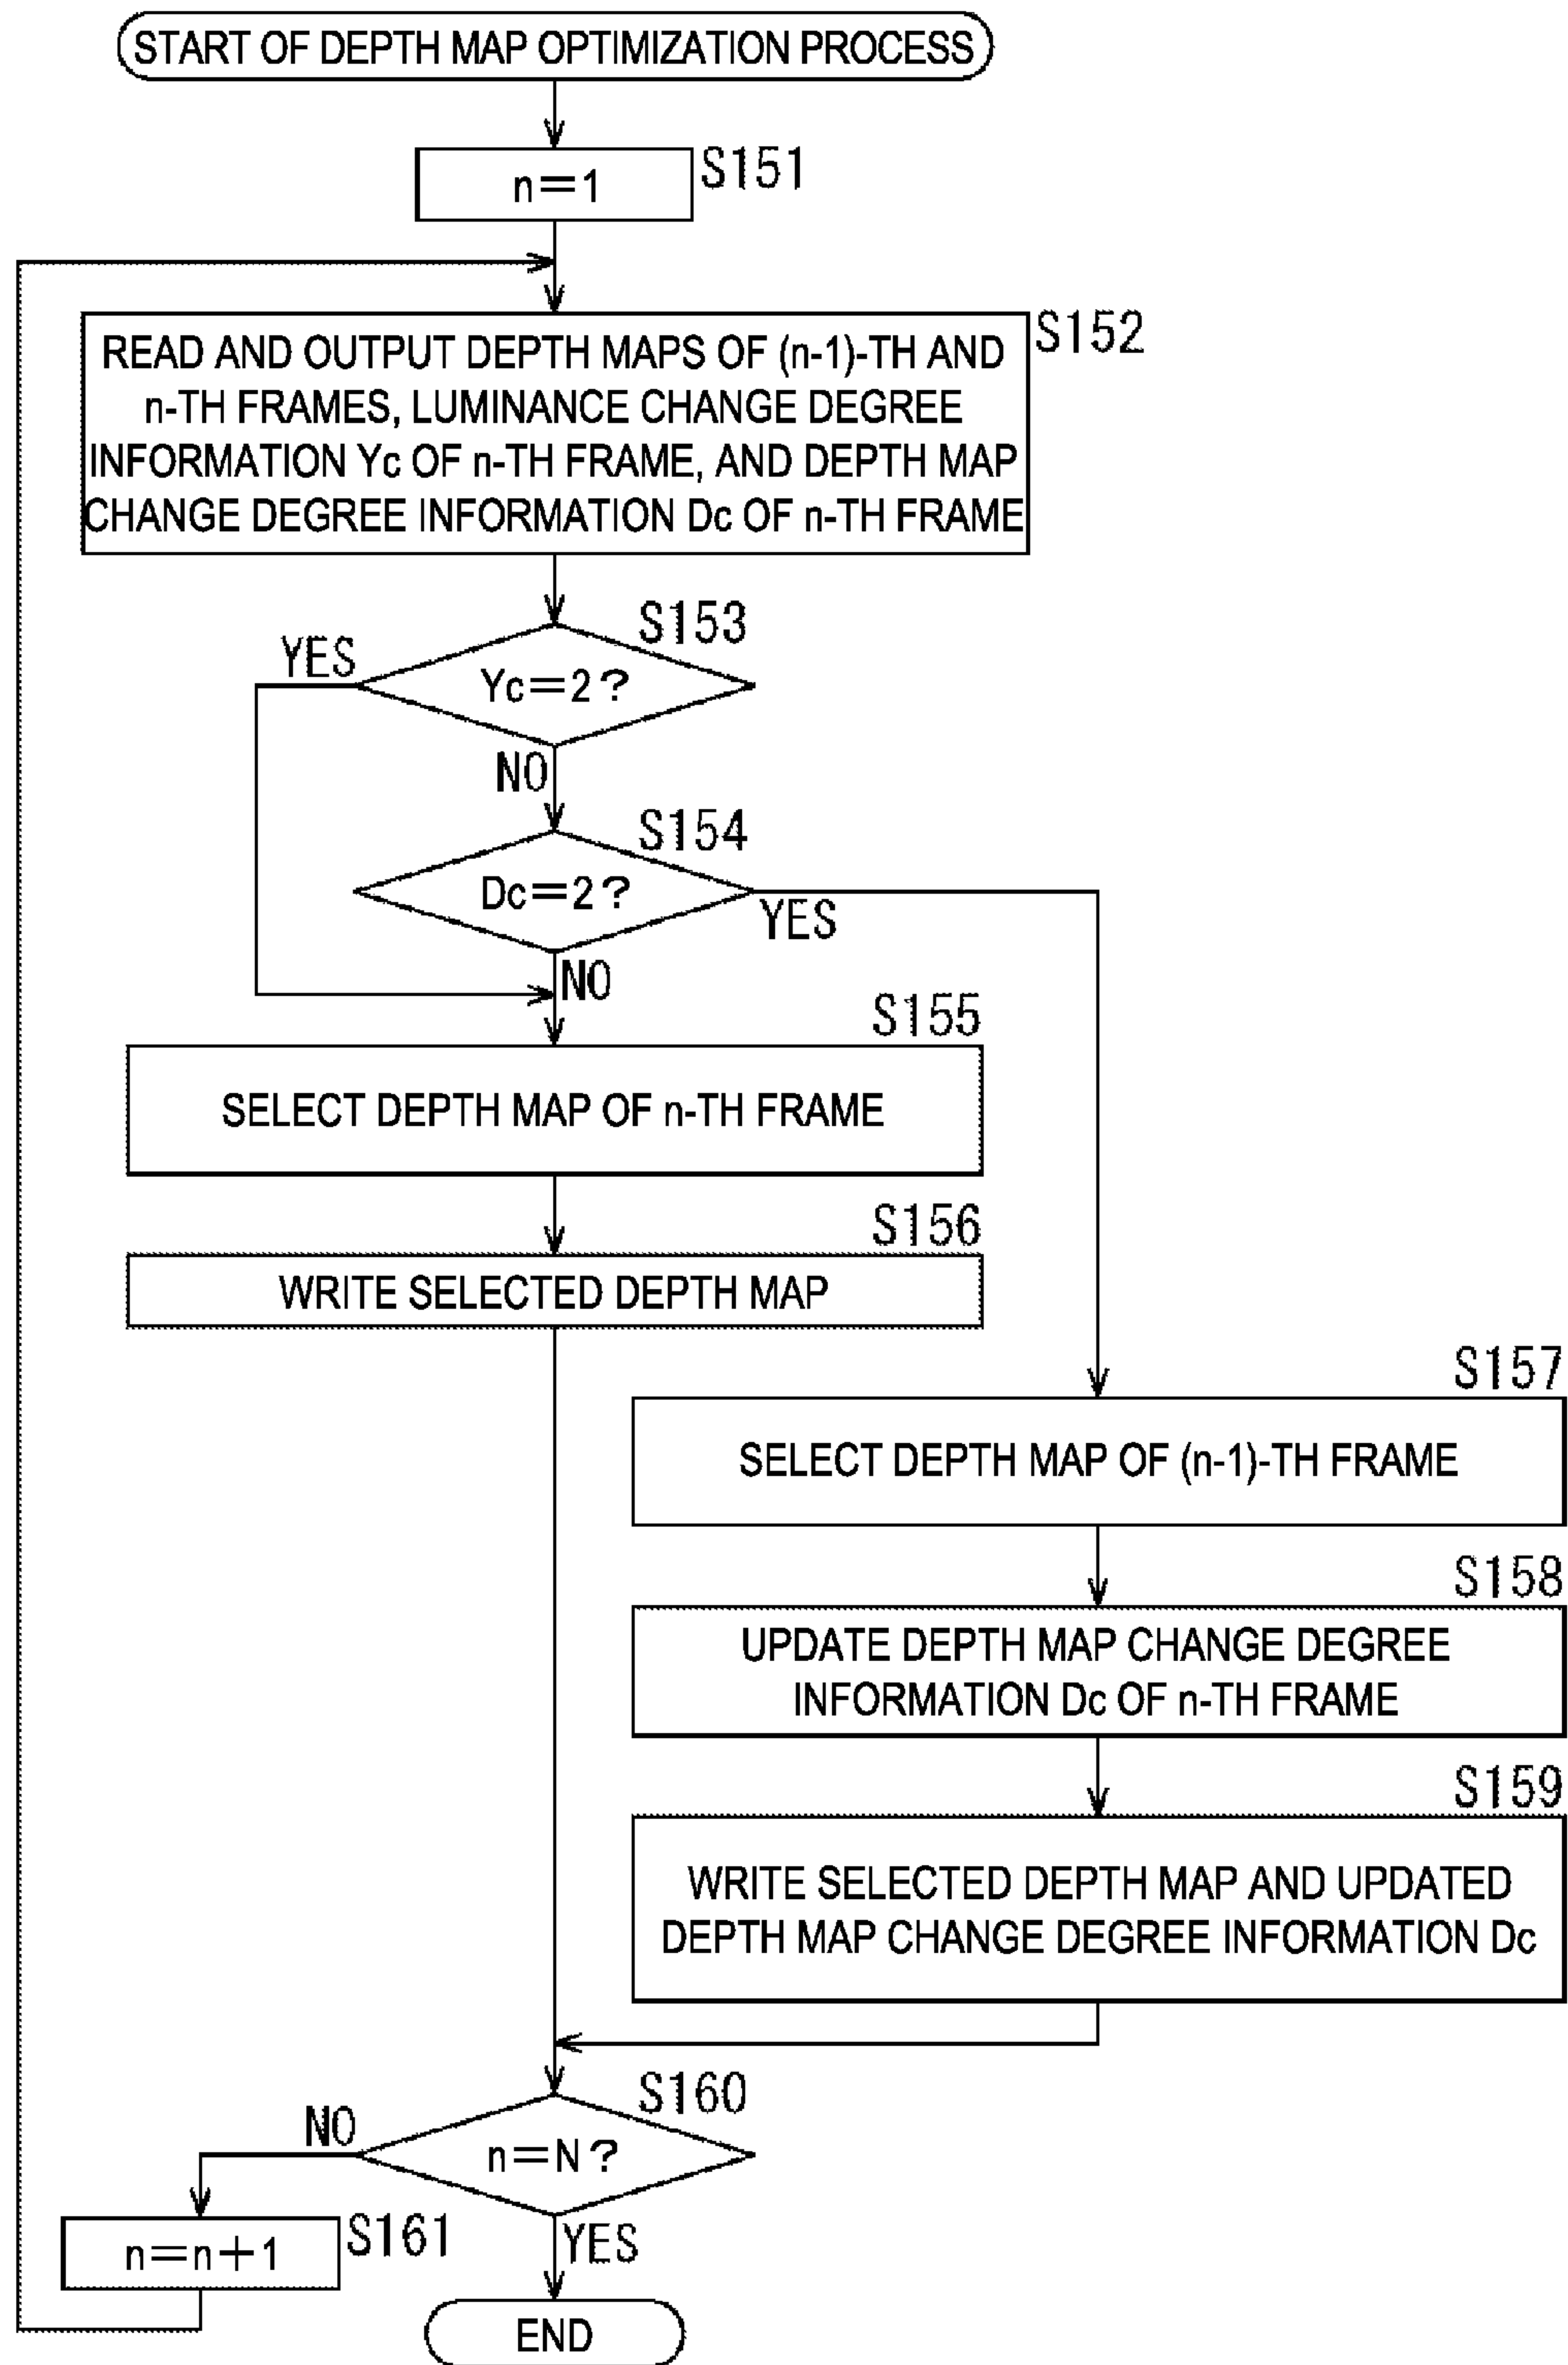 START OF DEPTH MAP OPTIMIZATION PROCESS
n=1
S151
READ AND OUTPUT DEPTH MAPS OF (n-1)-TH AND
n-TH FRAMES, LUMINANCE CHANGE DEGREE
INFORMATION Yc OF n-TH FRAME, AND DEPTH MAP
CHANGE DEGREE INFORMATION Dc OF n-TH FRAME
S152
S153
YES
Yc=2?
NO
S154
Dc=2?
YES
NO
S155
SELECT DEPTH MAP OF n-TH FRAME
S156
WRITE SELECTED DEPTH MAP
S157
SELECT DEPTH MAP OF (n-1)-TH FRAME
S158
UPDATE DEPTH MAP CHANGE DEGREE
INFORMATION Dc OF n-TH FRAME
S159
WRITE SELECTED DEPTH MAP AND UPDATED
DEPTH MAP CHANGE DEGREE INFORMATION Dc
S160
NO
n=N?
n=n+1
S161
YES
END